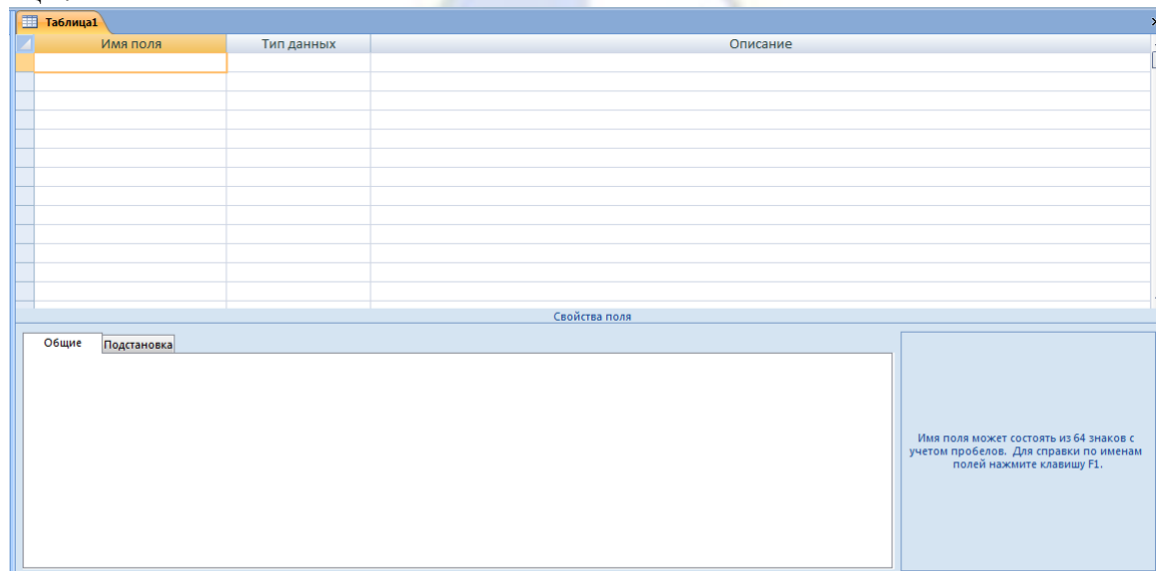 Таблица1
Имя поля Тип данных Описание
Свойства поля
Общие Подстановка
Имя поля может состоять из 64 знаков с
учетом пробелов. Для справки по именам
полей нажмите клавишу F1.